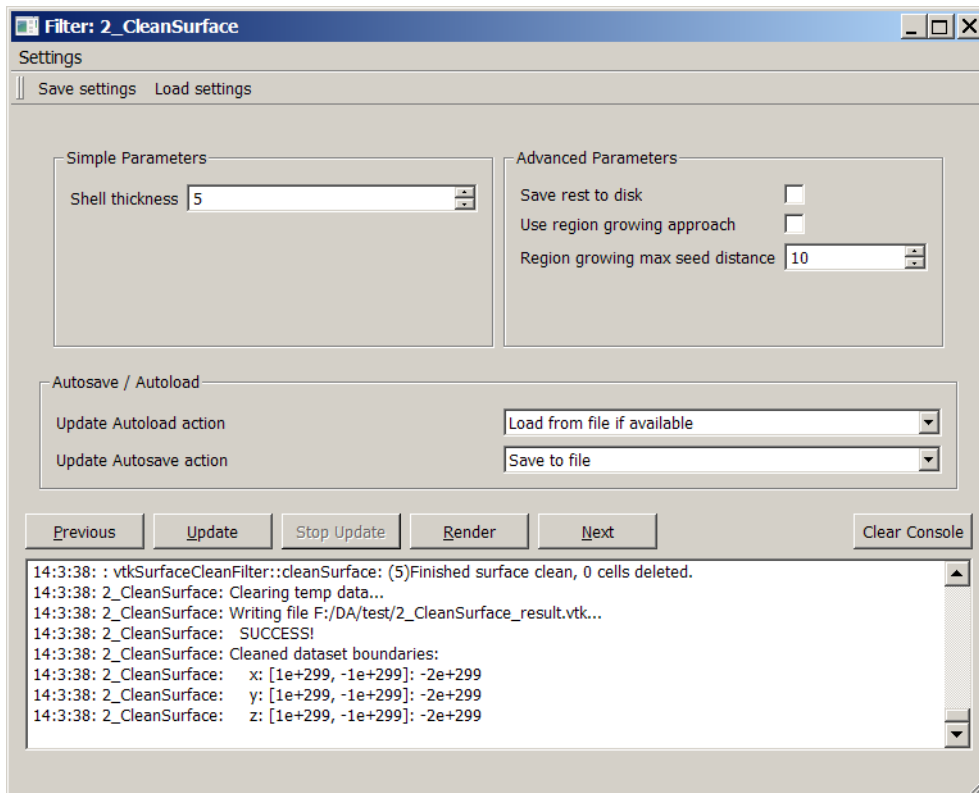 Filter: 2_CleanSurface
Settings
Save settings Load settings
Simple Parameters
Shell thickness 5
Advanced Parameters
Save rest to disk
Use region growing approach
Region growing max seed distance 10
Autosave / Autoload
Update Autoload action Load from file if available
Update Autosave action Save to file
Previous Update Stop Update Render Next Clear Console
14:3:38: : vtkSurfaceCleanFilter::cleanSurface: (5)Finished surface clean, 0 cells deleted.
14:3:38: 2_CleanSurface: Clearing temp data...
14:3:38: 2_CleanSurface: Writing file F:/DA/test/2_CleanSurface_result.vtk...
14:3:38: 2_CleanSurface: SUCCESS!
14:3:38: 2_CleanSurface: Cleaned dataset boundaries:
14:3:38: 2_CleanSurface: x: [1e+299, -1e+299]: -2e+299
14:3:38: 2_CleanSurface: y: [1e+299, -1e+299]: -2e+299
14:3:38: 2_CleanSurface: z: [1e+299, -1e+299]: -2e+299